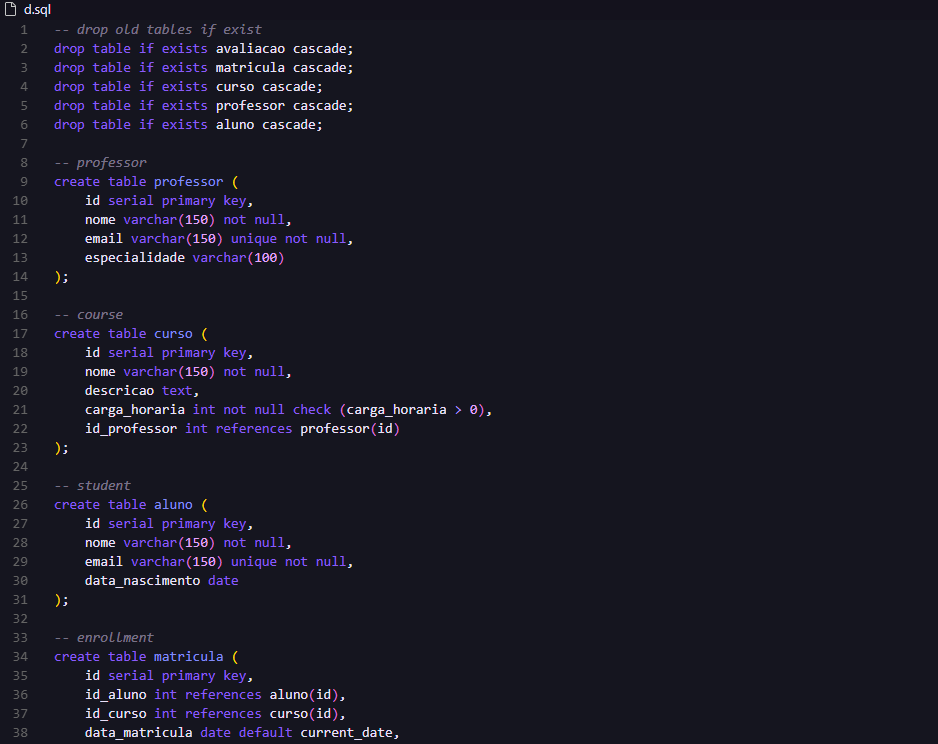 d.sql
1 -- drop old tables if exist
2 drop table if exists avaliacao cascade;
3 drop table if exists matricula cascade;
4 drop table if exists curso cascade;
5 drop table if exists professor cascade;
6 drop table if exists aluno cascade;
7
8 -- professor
9 create table professor (
10     id serial primary key,
11     nome varchar(150) not null,
12     email varchar(150) unique not null,
13     especialidade varchar(100)
14 );
15
16 -- course
17 create table curso (
18     id serial primary key,
19     nome varchar(150) not null,
20     descricao text,
21     carga_horaria int not null check (carga_horaria > 0),
22     id_professor int references professor(id)
23 );
24
25 -- student
26 create table aluno (
27     id serial primary key,
28     nome varchar(150) not null,
29     email varchar(150) unique not null,
30     data_nascimento date
31 );
32
33 -- enrollment
34 create table matricula (
35     id serial primary key,
36     id_aluno int references aluno(id),
37     id_curso int references curso(id),
38     data_matricula date default current_date,